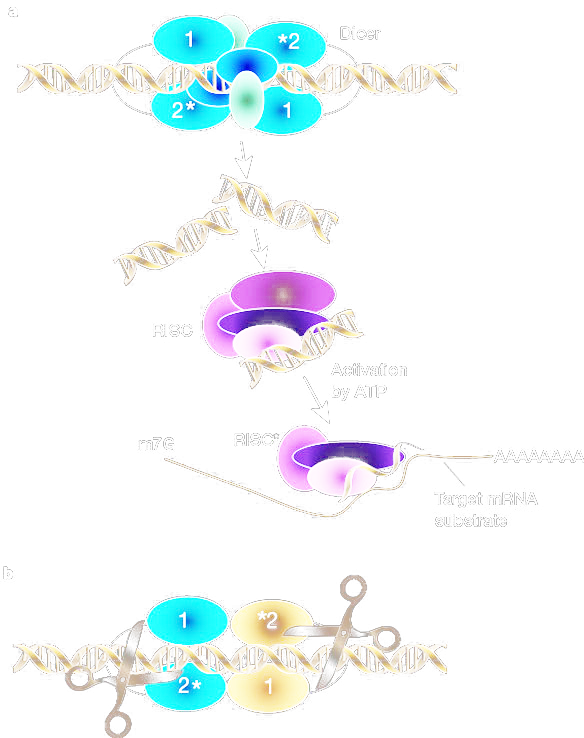 a
1
*2
Dicer
2*
1
RISC
Activation
by ATP
m7G
RISC*
AAAAAAAA
Target mRNA
substrate
b
1
*2
2*
1